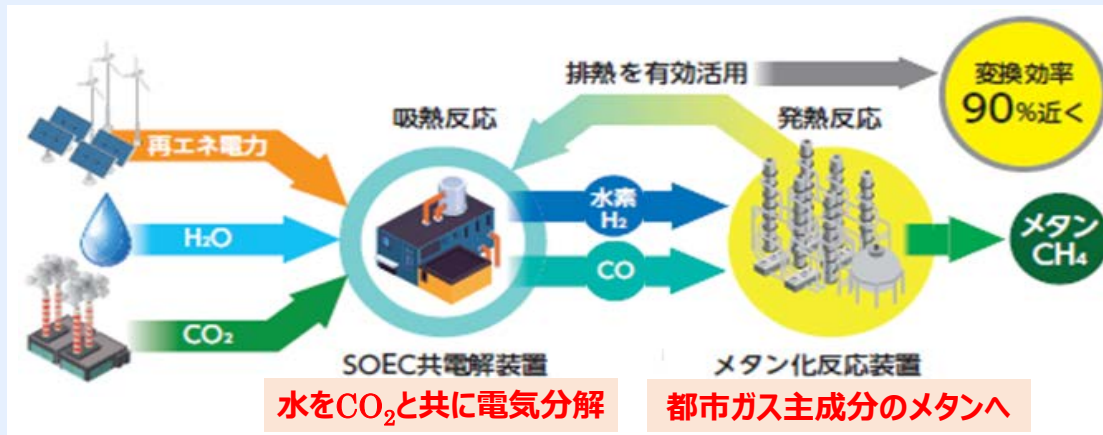 排熱を有効活用
変換効率
90%近く
吸熱反応
発熱反応
再エネ電力
水素
H₂
H₂O
メタン
CH₄
CO
CO₂
SOEC共電解装置
メタン化反応装置
水をCO₂と共に電気分解
都市ガス主成分のメタンへ